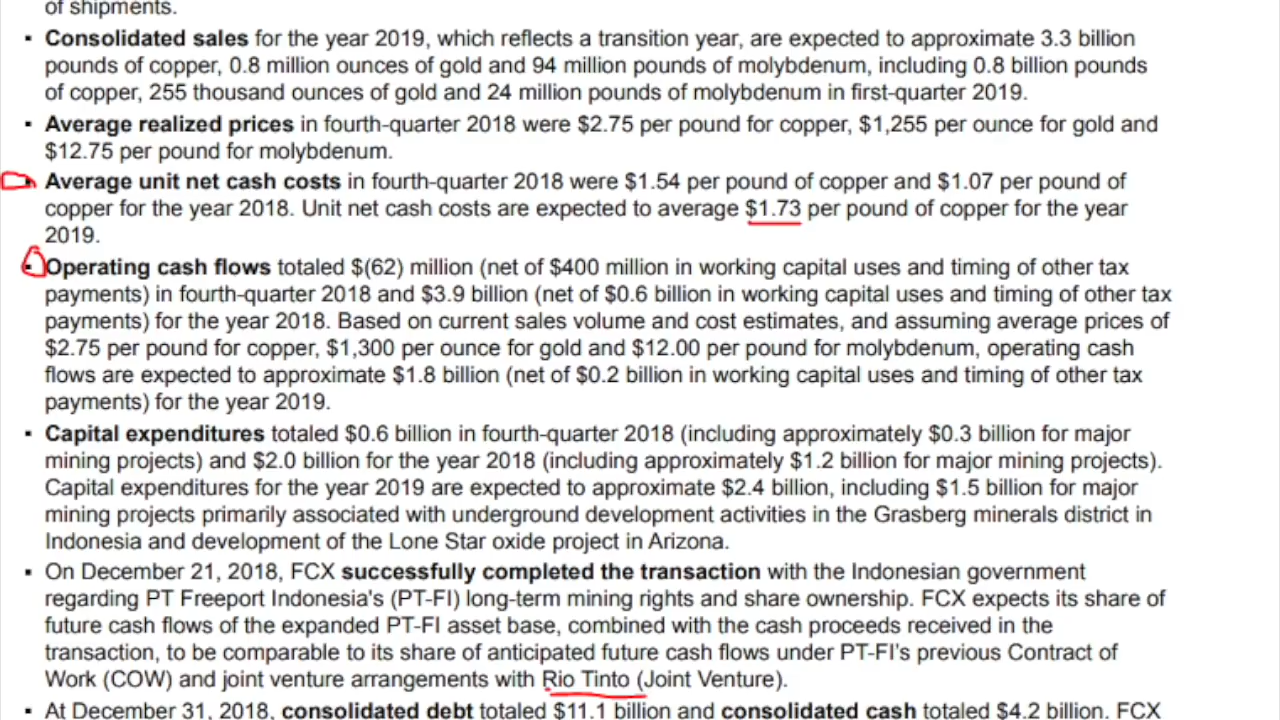 of shipments.
▪ Consolidated sales for the year 2019, which reflects a transition year, are expected to approximate 3.3 billion
pounds of copper, 0.8 million ounces of gold and 94 million pounds of molybdenum, including 0.8 billion pounds
of copper, 255 thousand ounces of gold and 24 million pounds of molybdenum in first-quarter 2019.
▪ Average realized prices in fourth-quarter 2018 were $2.75 per pound for copper, $1,255 per ounce for gold and
$12.75 per pound for molybdenum.
▪ Average unit net cash costs in fourth-quarter 2018 were $1.54 per pound of copper and $1.07 per pound of
copper for the year 2018. Unit net cash costs are expected to average $1.73 per pound of copper for the year
2019.
▪ Operating cash flows totaled $(62) million (net of $400 million in working capital uses and timing of other tax
payments) in fourth-quarter 2018 and $3.9 billion (net of $0.6 billion in working capital uses and timing of other tax
payments) for the year 2018. Based on current sales volume and cost estimates, and assuming average prices of
$2.75 per pound for copper, $1,300 per ounce for gold and $12.00 per pound for molybdenum, operating cash
flows are expected to approximate $1.8 billion (net of $0.2 billion in working capital uses and timing of other tax
payments) for the year 2019.
▪ Capital expenditures totaled $0.6 billion in fourth-quarter 2018 (including approximately $0.3 billion for major
mining projects) and $2.0 billion for the year 2018 (including approximately $1.2 billion for major mining projects).
Capital expenditures for the year 2019 are expected to approximate $2.4 billion, including $1.5 billion for major
mining projects primarily associated with underground development activities in the Grasberg minerals district in
Indonesia and development of the Lone Star oxide project in Arizona.
▪ On December 21, 2018, FCX successfully completed the transaction with the Indonesian government
regarding PT Freeport Indonesia's (PT-FI) long-term mining rights and share ownership. FCX expects its share of
future cash flows of the expanded PT-FI asset base, combined with the cash proceeds received in the
transaction, to be comparable to its share of anticipated future cash flows under PT-FI's previous Contract of
Work (COW) and joint venture arrangements with Rio Tinto (Joint Venture).
▪ At December 31, 2018, consolidated debt totaled $11.1 billion and consolidated cash totaled $4.2 billion. FCX